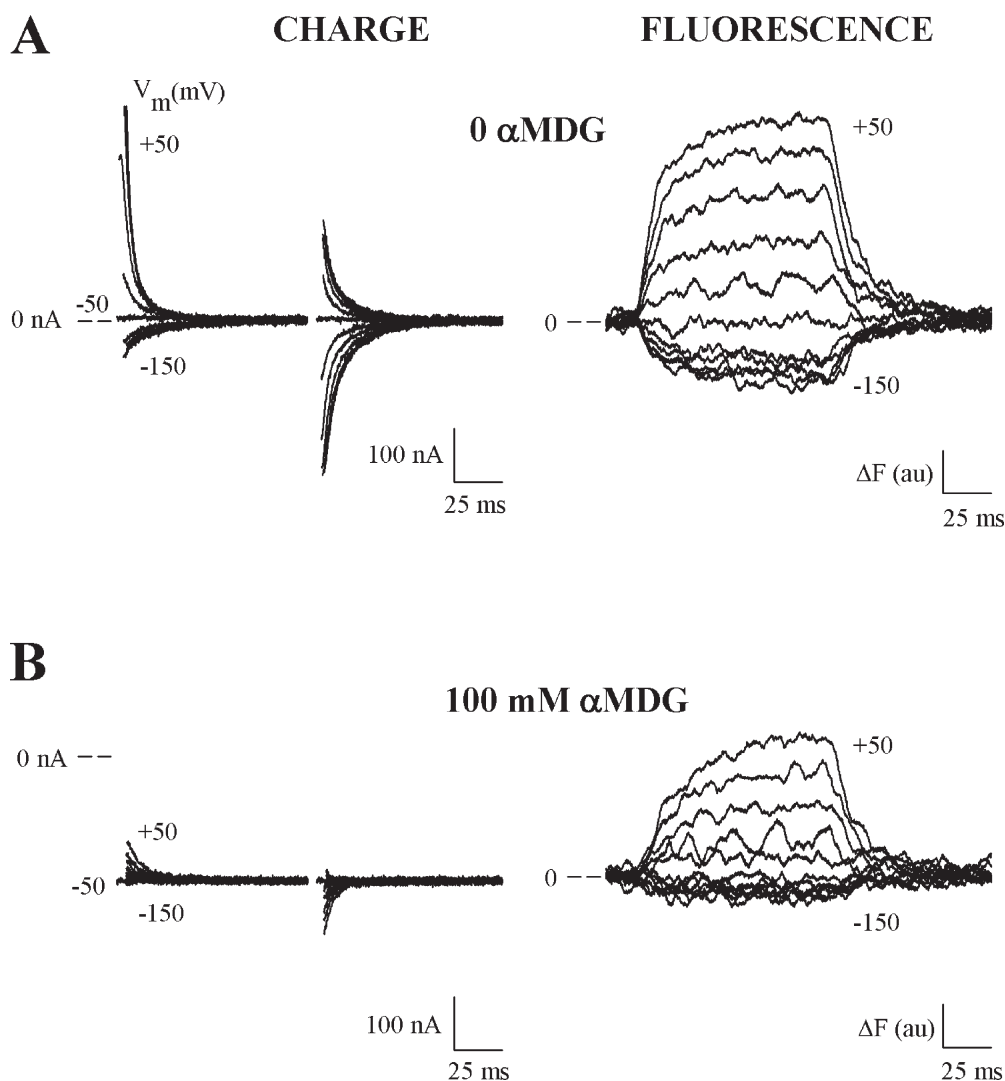 A
CHARGE
FLUORESCENCE
Vm(mV)
+50
0 αMDG
+50
-50
0 nA
0
-150
-150
100 nA
25 ms
ΔF (au)
25 ms
B
100 mM αMDG
0 nA
+50
+50
-50
0
-150
-150
100 nA
25 ms
ΔF (au)
25 ms